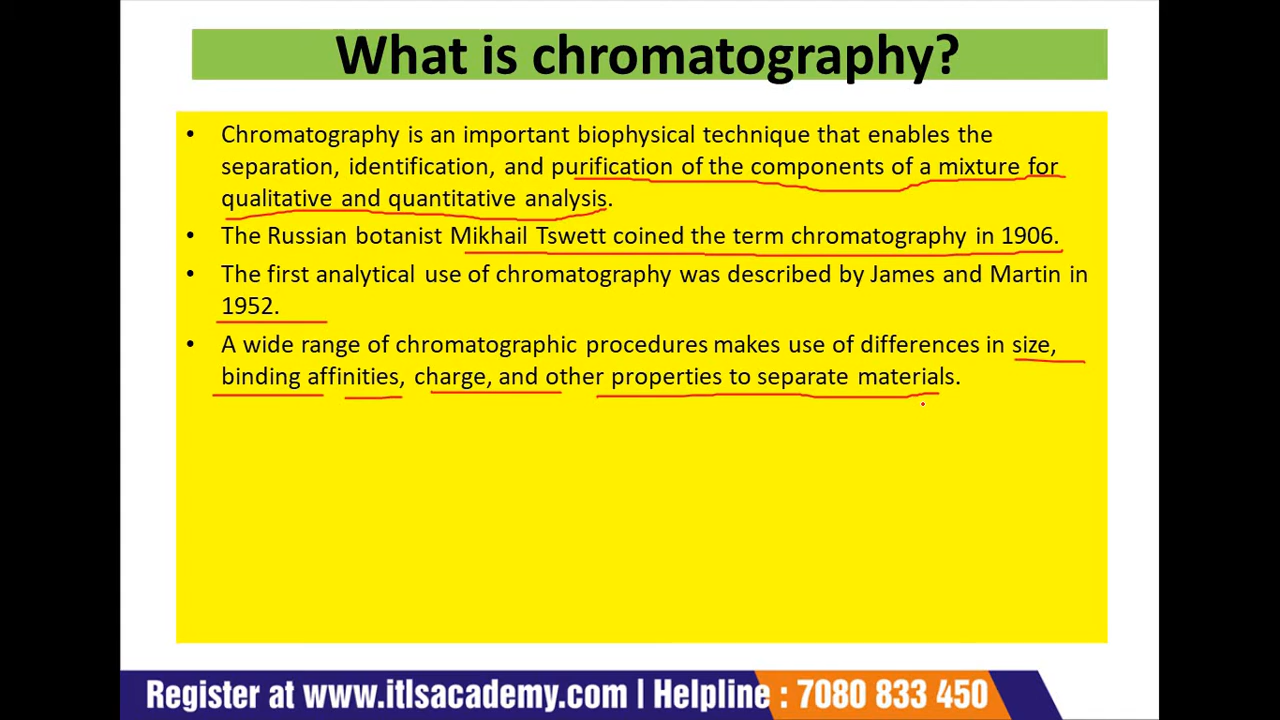 What is chromatography?
• Chromatography is an important biophysical technique that enables the
separation, identification, and purification of the components of a mixture for
qualitative and quantitative analysis.
• The Russian botanist Mikhail Tswett coined the term chromatography in 1906.
• The first analytical use of chromatography was described by James and Martin in
1952.
• A wide range of chromatographic procedures makes use of differences in size,
binding affinities, charge, and other properties to separate materials.
Register at www.itlsacademy.com | Helpline : 7080 833 450